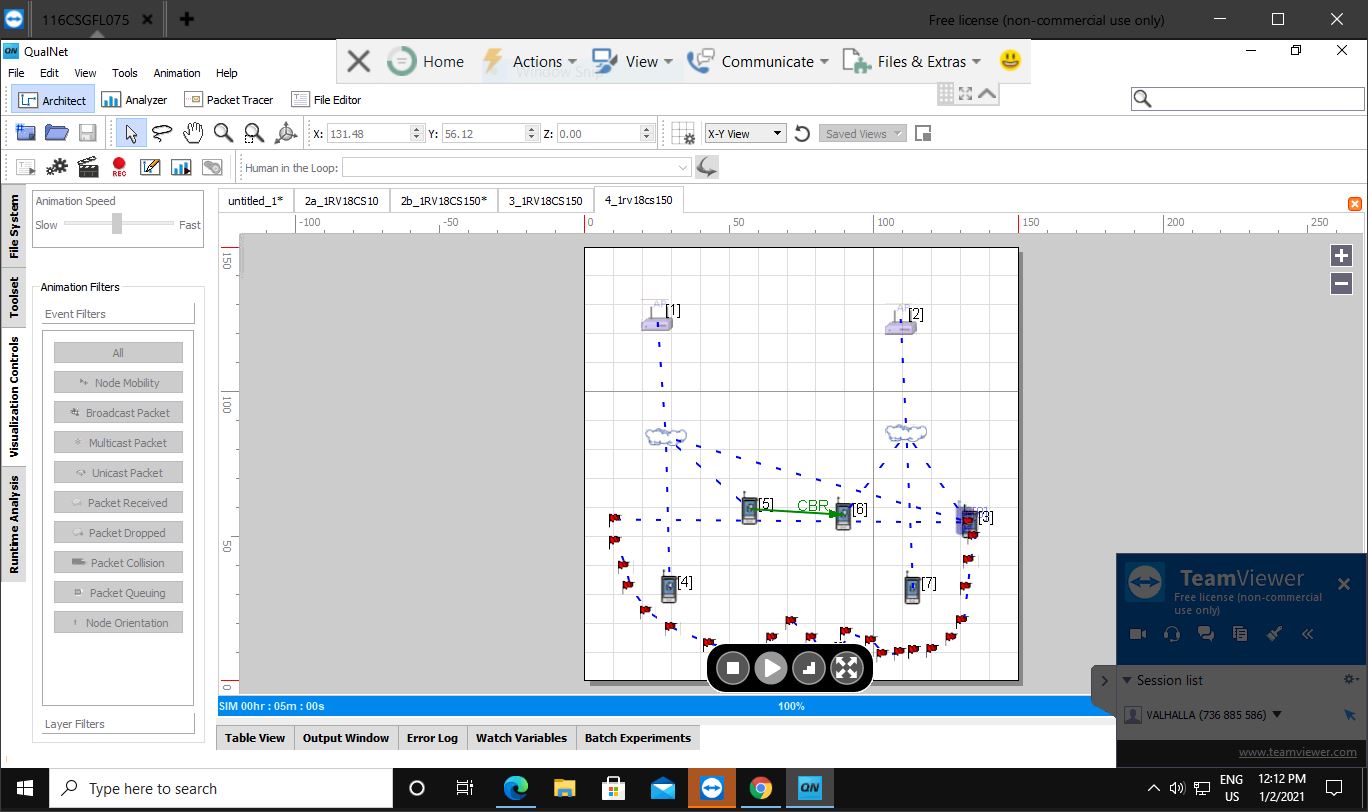 116CSGFL075
Free license (non-commercial use only)
QualNet
File Edit View Tools Animation Help
Home Actions View Communicate Files & Extras
Architect Analyzer Packet Tracer File Editor
X: 131.48 Y: 56.12 Z: 0.00 X-Y View Saved Views
REC Human in the Loop:
File System
Toolset
Visualization Controls
Runtime Analysis
Animation Speed
Slow Fast
Animation Filters
Event Filters
All
Node Mobility
Broadcast Packet
Multicast Packet
Unicast Packet
Packet Received
Packet Dropped
Packet Collision
Packet Queuing
Node Orientation
Layer Filters
untitled_1* 2a_1RV18CS10 2b_1RV18CS150* 3_1RV18CS150 4_1rv18cs150
-100 -50 0 50 100 150 200 250
150
100
50
0
AP [1]
AP [2]
[5] CBR [6] [3]
[4] [7]
SIM 00hr : 05m : 00s 100%
Table View Output Window Error Log Watch Variables Batch Experiments
TeamViewer
Free license (non-commercial
use only)
Session list
VALHALLA (736 885 586)
www.teamviewer.com
Type here to search
QN
ENG
US
12:12 PM
1/2/2021